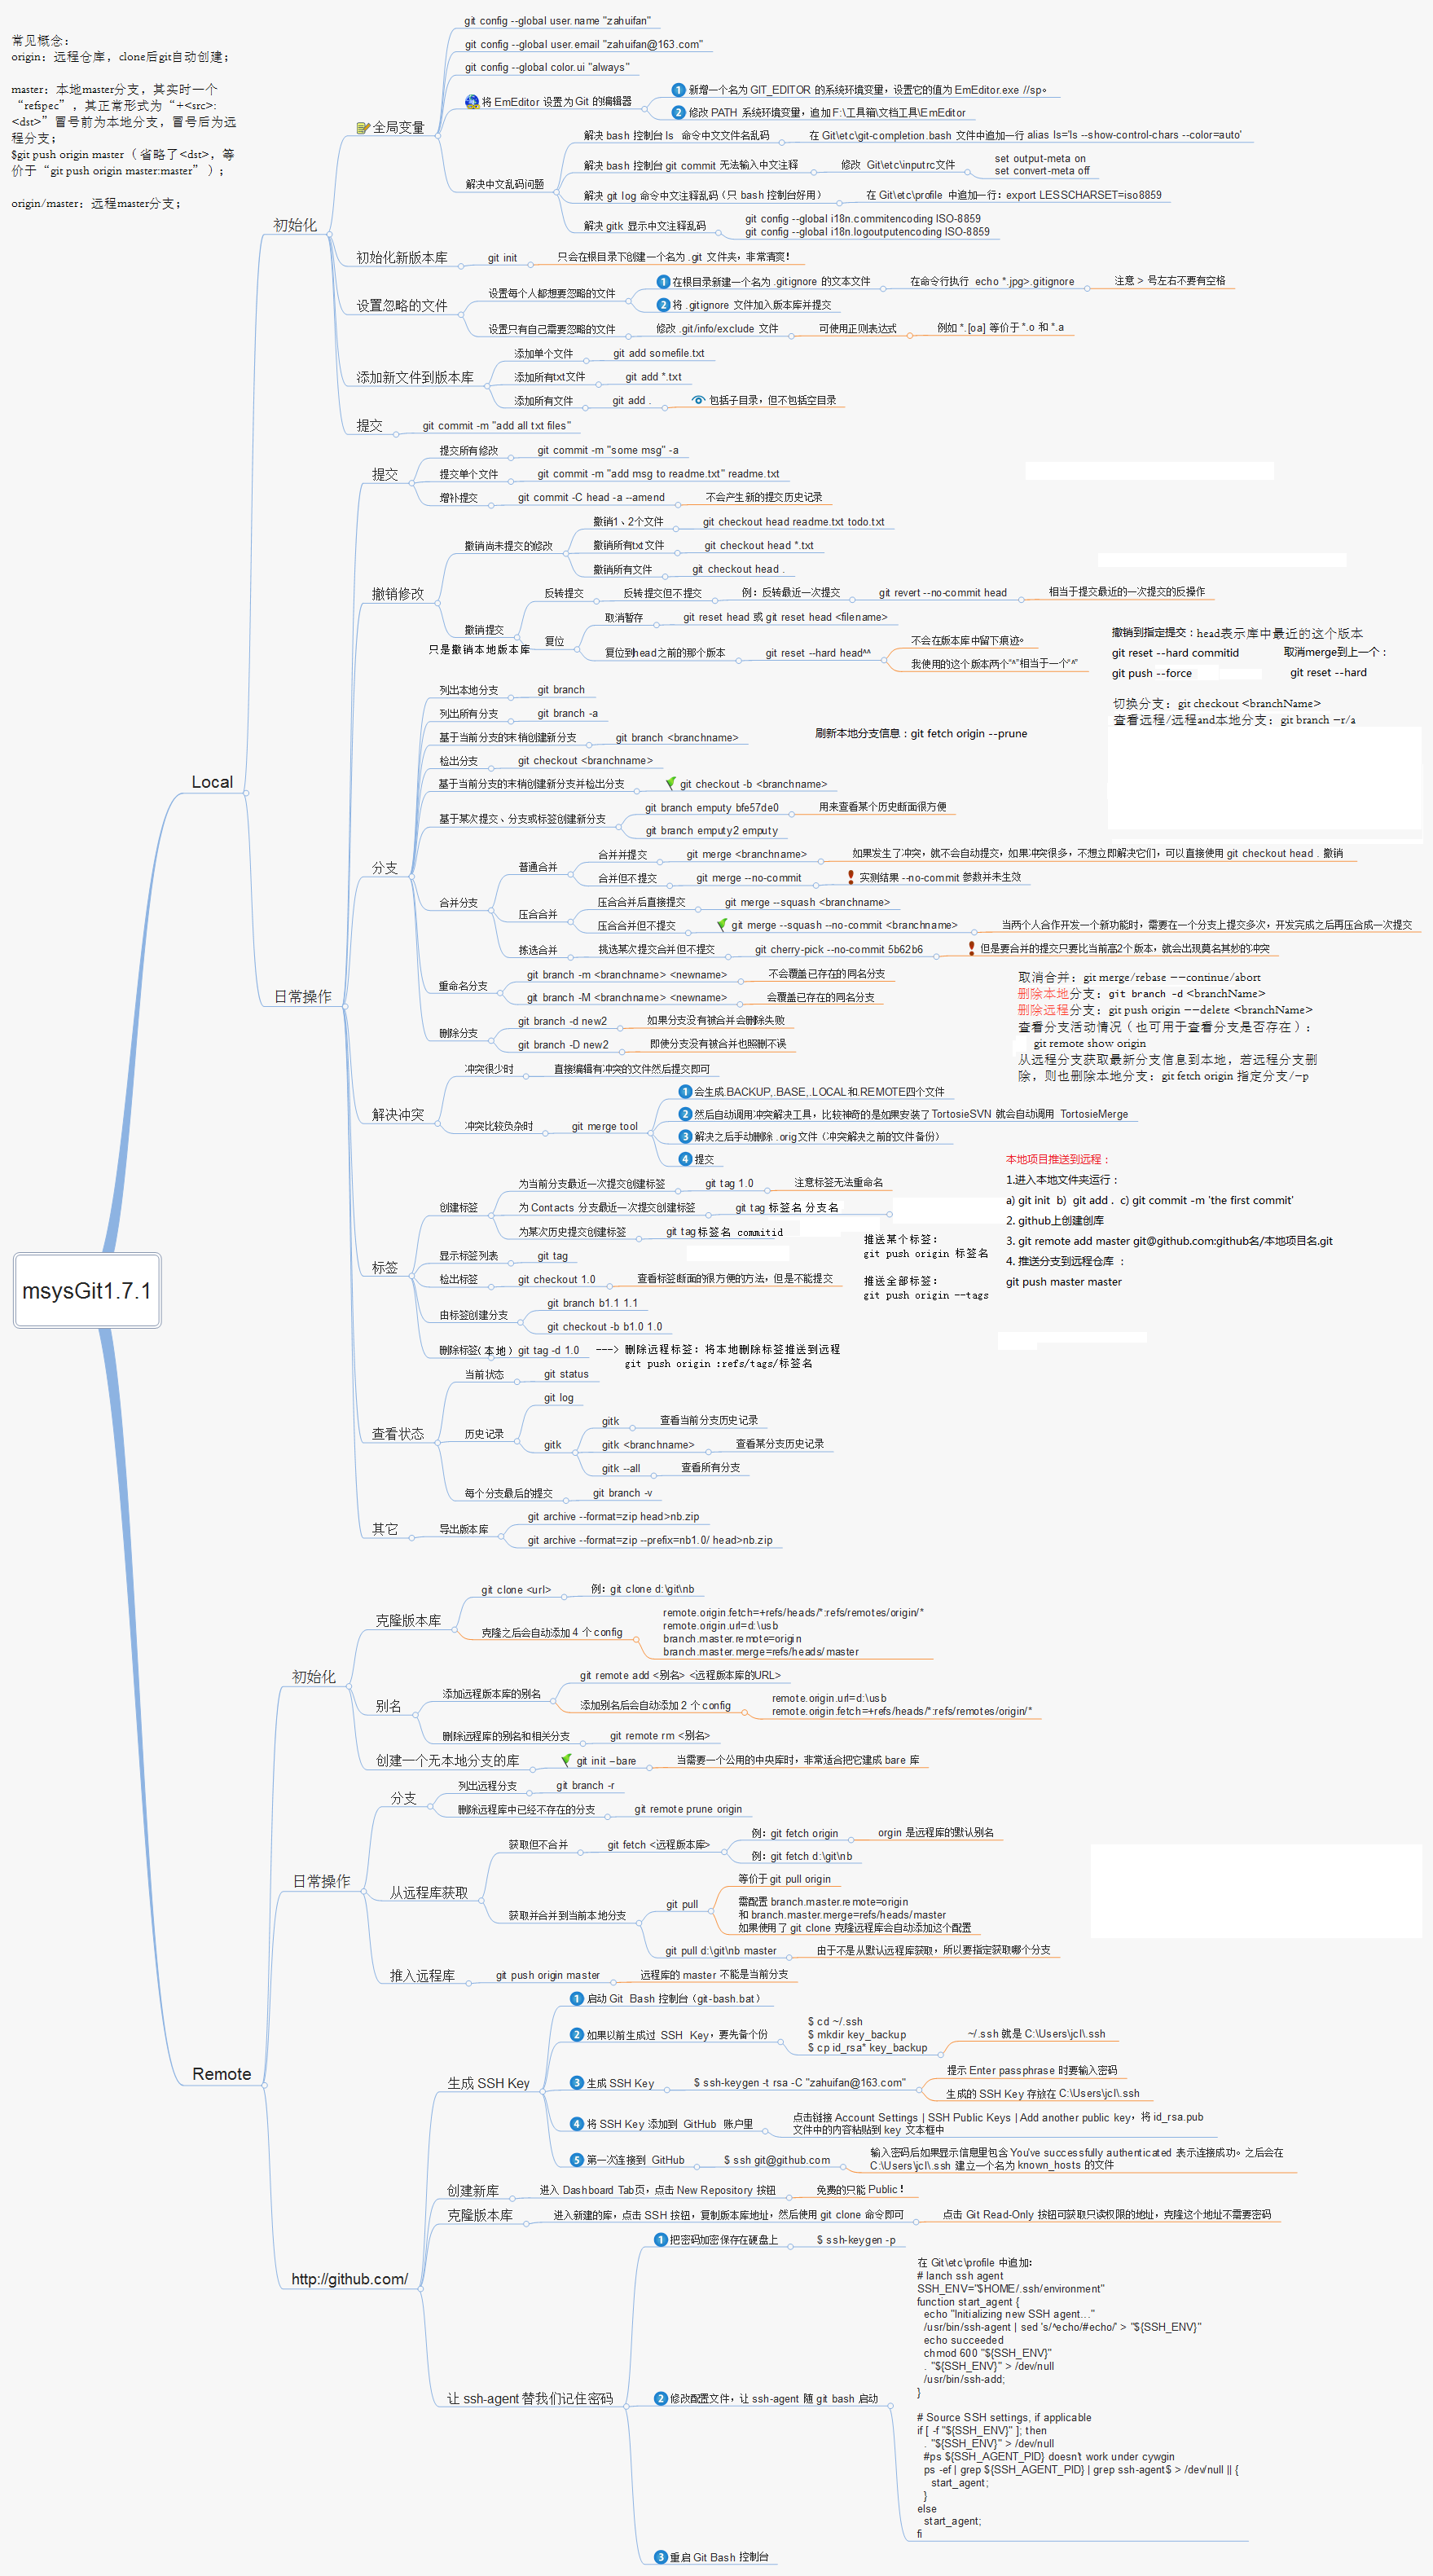 常见概念：
origin：远程仓库，clone后git自动创建；
master：本地master分支，其实时一个
“refspec”，其正常形式为“+<src>:
<dst>”冒号前为本地分支，冒号后为远
程分支；
$git push origin master（省略了<dst>，等
价于“git push origin master:master”）；
origin/master：远程master分支；
msysGit1.7.1
Local
初始化
全局变量
git config --global user.name "zahuifan"
git config --global user.email "zahuifan@163.com"
git config --global color.ui "always"
将 EmEditor 设置为 Git 的编辑器
1 新增一个名为 GIT_EDITOR 的系统环境变量，设置它的值为 EmEditor.exe //sp。
2 修改 PATH 系统环境变量，追加 F:\工具箱\文档工具\EmEditor
解决中文乱码问题
解决 bash 控制台 ls 命令中文文件名乱码
在 Git\etc\git-completion.bash 文件中追加一行 alias ls='ls --show-control-chars --color=auto'
解决 bash 控制台 git commit 无法输入中文注释
修改 Git\etc\inputrc文件
set output-meta on
set convert-meta off
解决 git log 命令中文注释乱码（只 bash 控制台好用）
在 Git\etc\profile 中追加一行：export LESSCHARSET=iso8859
解决 gitk 显示中文注释乱码
git config --global i18n.commitencoding ISO-8859
git config --global i18n.logoutputencoding ISO-8859
初始化新版本库
git init
只会在根目录下创建一个名为 .git 文件夹，非常清爽！
设置忽略的文件
设置每个人都想要忽略的文件
1 在根目录新建一个名为 .gitignore 的文本文件
在命令行执行 echo *.jpg>.gitignore
注意 > 号左右不要有空格
2 将 .gitignore 文件加入版本库并提交
设置只有自己需要忽略的文件
修改 .git/info/exclude 文件
可使用正则表达式
例如 *.[oa] 等价于 *.o 和 *.a
添加新文件到版本库
添加单个文件
git add somefile.txt
添加所有txt文件
git add *.txt
添加所有文件
git add .
包括子目录，但不包括空目录
提交
git commit -m "add all txt files"
日常操作
提交
提交所有修改
git commit -m "some msg" -a
提交单个文件
git commit -m "add msg to readme.txt" readme.txt
增补提交
git commit -C head -a --amend
不会产生新的提交历史记录
撤销修改
撤销尚未提交的修改
撤销1、2个文件
git checkout head readme.txt todo.txt
撤销所有txt文件
git checkout head *.txt
撤销所有文件
git checkout head .
撤销提交
只是撤销本地版本库
反转提交
反转提交但不提交
例：反转最近一次提交
git revert --no-commit head
相当于提交最近的一次提交的反操作
复位
取消暂存
git reset head 或 git reset head <filename>
复位到head之前的那个版本
git reset --hard head^^
不会在版本库中留下痕迹。
我使用的这个版本两个"^"相当于一个"^"
撤销到指定提交：head表示库中最近的这个版本
git reset --hard commitid
取消merge到上一个：
git push --force
git reset --hard
切换分支：git checkout <branchName>
查看远程/远程and本地分支：git branch –r/a
刷新本地分支信息：git fetch origin --prune
分支
列出本地分支
git branch
列出所有分支
git branch -a
基于当前分支的末梢创建新分支
git branch <branchname>
检出分支
git checkout <branchname>
基于当前分支的末梢创建新分支并检出分支
git checkout -b <branchname>
基于某次提交、分支或标签创建新分支
git branch emputy bfe57de0
用来查看某个历史断面很方便
git branch emputy2 emputy
合并分支
普通合并
合并并提交
git merge <branchname>
如果发生了冲突，就不会自动提交，如果冲突很多，不想立即解决它们，可以直接使用 git checkout head . 撤销
合并但不提交
git merge --no-commit
实测结果 --no-commit 参数并未生效
压合合并
压合合并后直接提交
git merge --squash <branchname>
压合合并但不提交
git merge --squash --no-commit <branchname>
当两个人合作开发一个新功能时，需要在一个分支上提交多次，开发完成之后再压合成一次提交
拣选合并
挑选某次提交合并但不提交
git cherry-pick --no-commit 5b62b6
但是要合并的提交只要比当前高2个版本，就会出现莫名其妙的冲突
重命名分支
git branch -m <branchname> <newname>
不会覆盖已存在的同名分支
git branch -M <branchname> <newname>
会覆盖已存在的同名分支
删除分支
git branch -d new2
如果分支没有被合并会删除失败
git branch -D new2
即使分支没有被合并也照删不误
取消合并：git merge/rebase ––continue/abort
删除本地分支：git branch -d <branchName>
删除远程分支：git push origin ––delete <branchName>
查看分支活动情况（也可用于查看分支是否存在）：
git remote show origin
从远程分支获取最新分支信息到本地，若远程分支删
除，则也删除本地分支：git fetch origin 指定分支/–p
解决冲突
冲突很少时
直接编辑有冲突的文件然后提交即可
冲突比较负杂时
git merge tool
1 会生成.BACKUP,.BASE,.LOCAL和.REMOTE四个文件
2 然后自动调用冲突解决工具，比较神奇的是如果安装了TortosieSVN 就会自动调用 TortosieMerge
3 解决之后手动删除 .orig文件（冲突解决之前的文件备份）
4 提交
本地项目推送到远程：
1.进入本地文件夹运行：
a) git init b) git add . c) git commit -m 'the first commit'
2. github上创建创库
3. git remote add master git@github.com:github名/本地项目名.git
4. 推送分支到远程仓库 ：
git push master master
标签
创建标签
为当前分支最近一次提交创建标签
git tag 1.0
注意标签无法重命名
为 Contacts 分支最近一次提交创建标签
git tag 标签名 分支名
为某次历史提交创建标签
git tag 标签名 commitid
推送某个标签：
git push origin 标签名
推送全部标签：
git push origin --tags
显示标签列表
git tag
检出标签
git checkout 1.0
查看标签断面的很方便的方法，但是不能提交
由标签创建分支
git branch b1.1 1.1
git checkout -b b1.0 1.0
删除标签(本地)
git tag -d 1.0
---> 删除远程标签：将本地删除标签推送到远程
git push origin :refs/tags/标签名
查看状态
当前状态
git status
历史记录
git log
gitk
gitk
查看当前分支历史记录
gitk <branchname>
查看某分支历史记录
gitk --all
查看所有分支
每个分支最后的提交
git branch -v
其它
导出版本库
git archive --format=zip head>nb.zip
git archive --format=zip --prefix=nb1.0/ head>nb.zip
Remote
初始化
克隆版本库
git clone <url>
例：git clone d:\git\nb
克隆之后会自动添加 4 个 config
remote.origin.fetch=+refs/heads/*:refs/remotes/origin/*
remote.origin.url=d:\usb
branch.master.remote=origin
branch.master.merge=refs/heads/master
别名
添加远程版本库的别名
git remote add <别名> <远程版本库的URL>
添加别名后会自动添加 2 个 config
remote.origin.url=d:\usb
remote.origin.fetch=+refs/heads/*:refs/remotes/origin/*
删除远程库的别名和相关分支
git remote rm <别名>
创建一个无本地分支的库
git init –bare
当需要一个公用的中央库时，非常适合把它建成 bare 库
日常操作
分支
列出远程分支
git branch -r
删除远程库中已经不存在的分支
git remote prune origin
从远程库获取
获取但不合并
git fetch <远程版本库>
例：git fetch origin
orgin 是远程库的默认别名
例：git fetch d:\git\nb
获取并合并到当前本地分支
git pull
等价于 git pull origin
需配置 branch.master.remote=origin
和 branch.master.merge=refs/heads/master
如果使用了 git clone 克隆远程库会自动添加这个配置
git pull d:\git\nb master
由于不是从默认远程库获取，所以要指定获取哪个分支
推入远程库
git push origin master
远程库的 master 不能是当前分支
http://github.com/
生成 SSH Key
1 启动 Git Bash 控制台（git-bash.bat）
2 如果以前生成过 SSH Key，要先备个份
$ cd ~/.ssh
$ mkdir key_backup
$ cp id_rsa* key_backup
~/.ssh 就是 C:\Users\jcl\.ssh
3 生成 SSH Key
$ ssh-keygen -t rsa -C "zahuifan@163.com"
提示 Enter passphrase 时要输入密码
生成的 SSH Key 存放在 C:\Users\jcl\.ssh
4 将 SSH Key 添加到 GitHub 账户里
点击链接 Account Settings | SSH Public Keys | Add another public key，将 id_rsa.pub
文件中的内容粘贴到 key 文本框中
5 第一次连接到 GitHub
$ ssh git@github.com
输入密码后如果显示信息里包含 You've successfully authenticated 表示连接成功。之后会在
C:\Users\jcl\.ssh 建立一个名为 known_hosts 的文件
创建新库
进入 Dashboard Tab页，点击 New Repository 按钮
免费的只能 Public！
克隆版本库
进入新建的库，点击 SSH 按钮，复制版本库地址，然后使用 git clone 命令即可
点击 Git Read-Only 按钮可获取只读权限的地址，克隆这个地址不需要密码
让 ssh-agent 替我们记住密码
1 把密码加密保存在硬盘上
$ ssh-keygen -p
2 修改配置文件，让 ssh-agent 随 git bash 启动
在 Git\etc\profile 中追加：
# lanch ssh agent
SSH_ENV="$HOME/.ssh/environment"
function start_agent {
echo "Initializing new SSH agent..."
/usr/bin/ssh-agent | sed 's/^echo/#echo/' > "${SSH_ENV}"
echo succeeded
chmod 600 "${SSH_ENV}"
. "${SSH_ENV}" > /dev/null
/usr/bin/ssh-add;
}
# Source SSH settings, if applicable
if [ -f "${SSH_ENV}" ]; then
. "${SSH_ENV}" > /dev/null
#ps ${SSH_AGENT_PID} doesn't work under cywgin
ps -ef | grep ${SSH_AGENT_PID} | grep ssh-agent$ > /dev/null || {
start_agent;
}
else
start_agent;
fi
3 重启 Git Bash 控制台